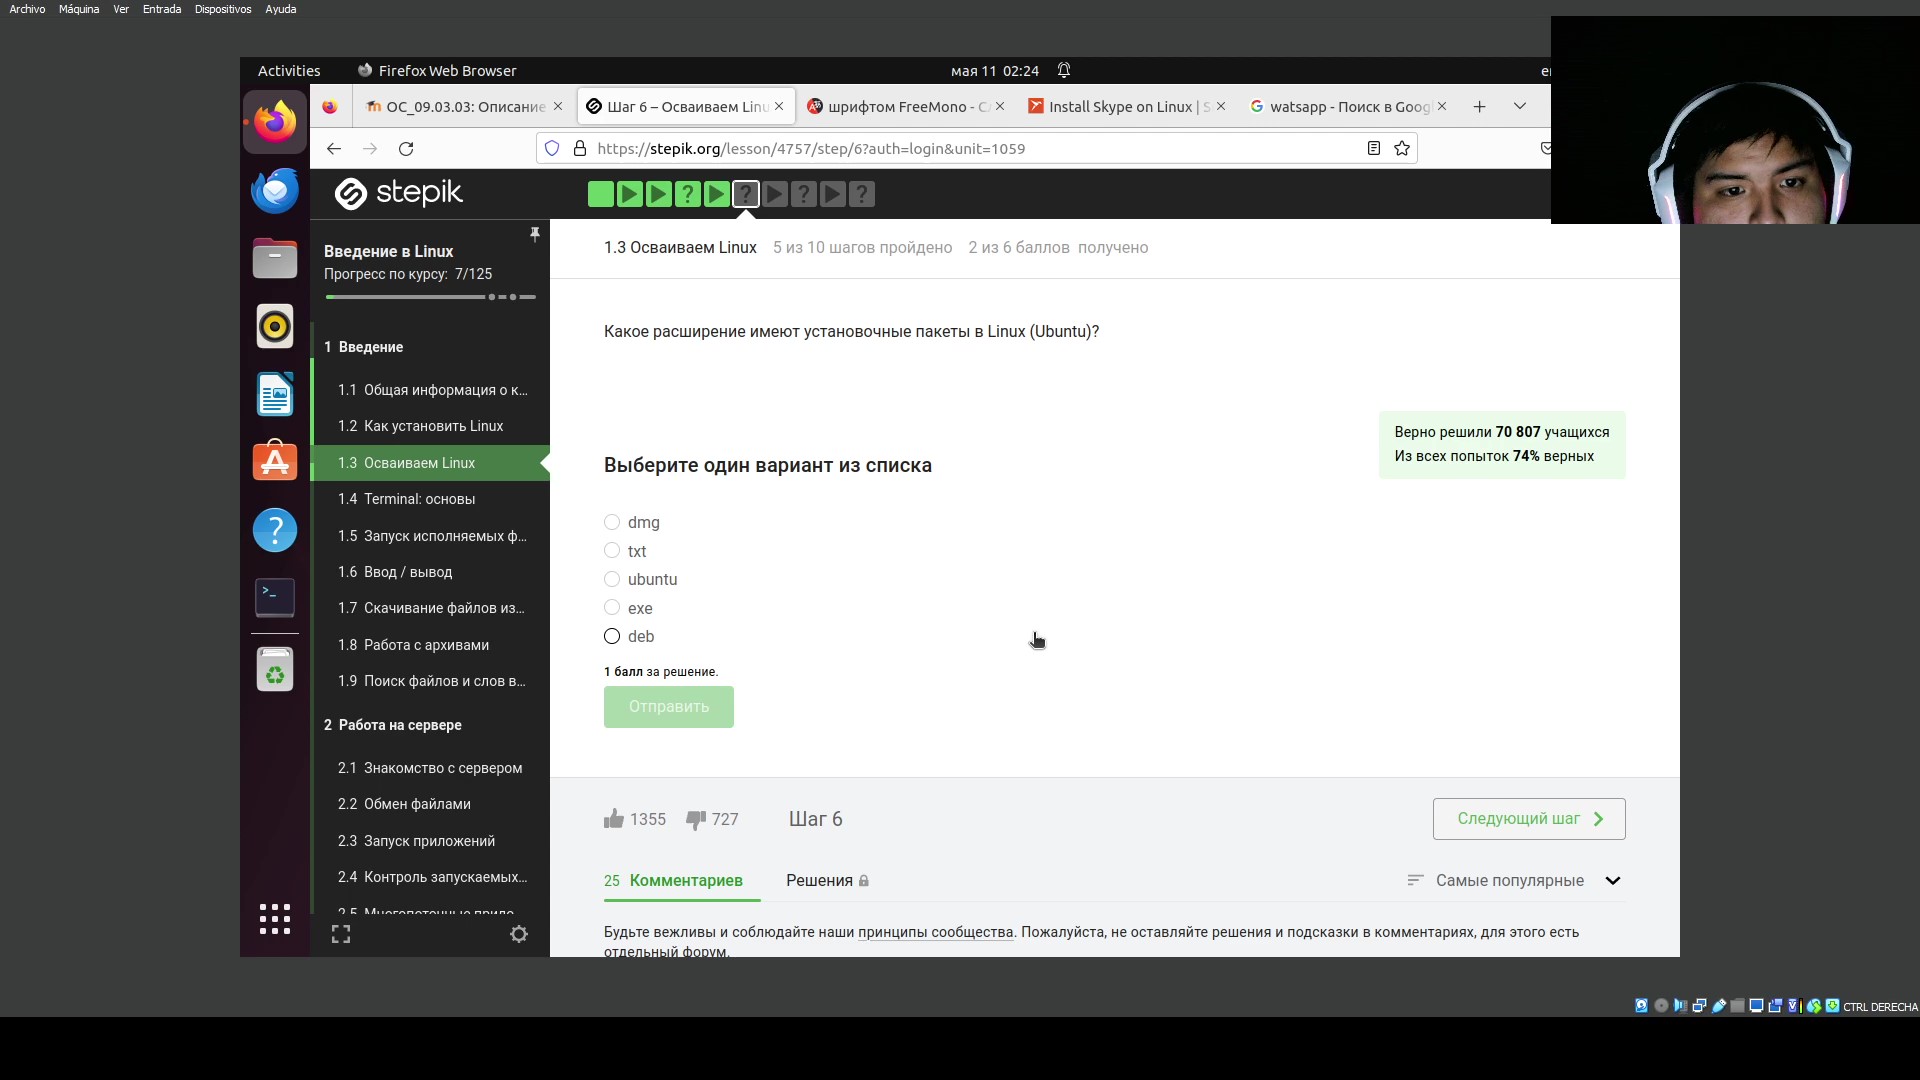 Archivo Máquina Ver Entrada Dispositivos Ayuda
Activities Firefox Web Browser мая 11 02:24
ОС_09.03.03: Описание Шаг 6 – Осваиваем Linu шрифтом FreeMono - С Install Skype on Linux | S watsapp - Поиск в Goog
https://stepik.org/lesson/4757/step/6?auth=login&unit=1059
stepik
Введение в Linux
Прогресс по курсу: 7/125
1 Введение
1.1 Общая информация о к...
1.2 Как установить Linux
1.3 Осваиваем Linux
1.4 Terminal: основы
1.5 Запуск исполняемых ф...
1.6 Ввод / вывод
1.7 Скачивание файлов из...
1.8 Работа с архивами
1.9 Поиск файлов и слов в...
2 Работа на сервере
2.1 Знакомство с сервером
2.2 Обмен файлами
2.3 Запуск приложений
2.4 Контроль запускаемых...
1.3 Осваиваем Linux 5 из 10 шагов пройдено 2 из 6 баллов получено
Какое расширение имеют установочные пакеты в Linux (Ubuntu)?
Верно решили 70 807 учащихся
Из всех попыток 74% верных
Выберите один вариант из списка
dmg
txt
ubuntu
exe
deb
1 балл за решение.
Отправить
1355 727 Шаг 6 Следующий шаг
25 Комментариев Решения Самые популярные
Будьте вежливы и соблюдайте наши принципы сообщества. Пожалуйста, не оставляйте решения и подсказки в комментариях, для этого есть
отдельный форум.
CTRL DERECHA